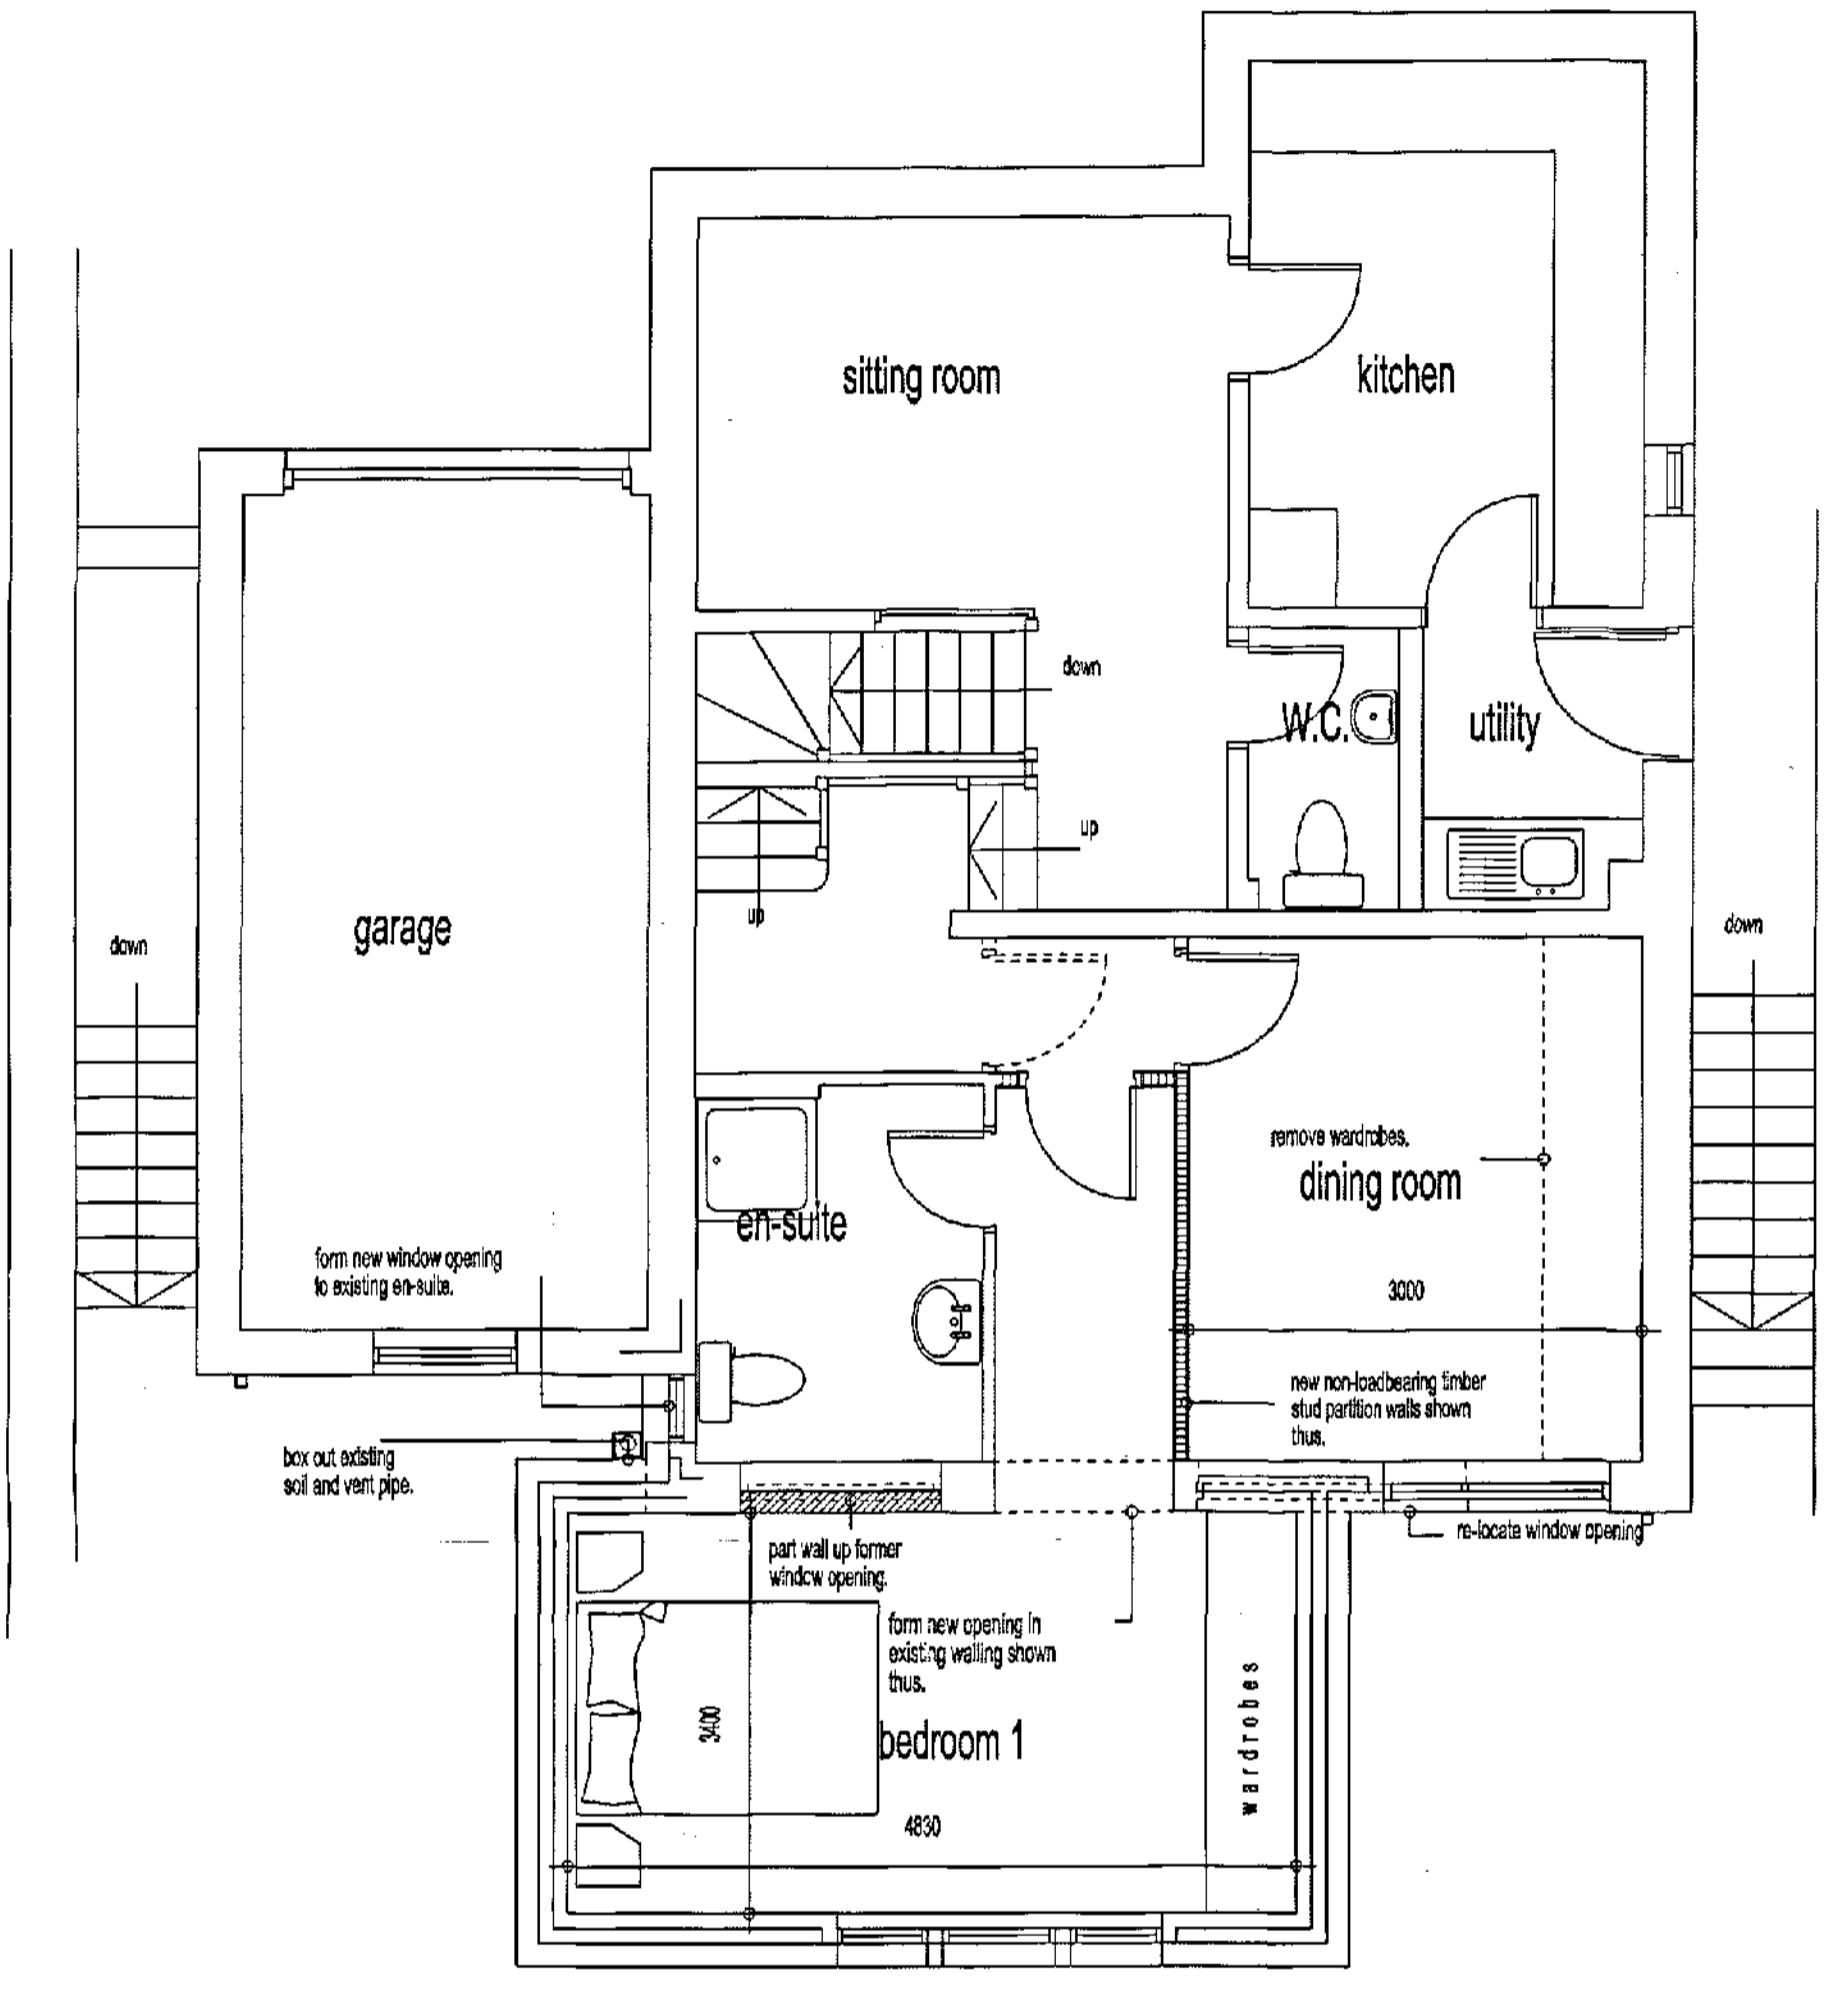 sitting room
kitchen
down
W.C.
utility
up
up
garage
down
down
remove wardrobes.
dining room
en-suite
form new window opening
to existing en-suite.
3000
new non-loadbearing timber
stud partition walls shown
thus.
box out existing
soil and vent pipe.
re-locate window opening
part wall up former
window opening.
form new opening in
existing walling shown
thus.
wardrobes
3400
bedroom 1
4830